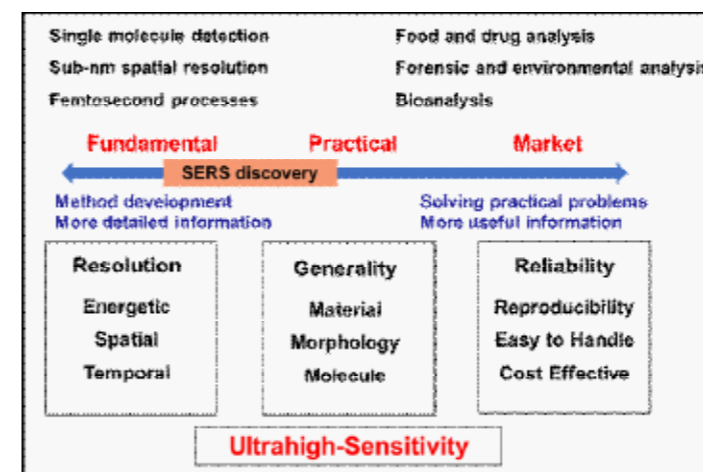 Single molecule detection
Sub-nm spatial resolution
Femtosecond processes
Food and drug analysis
Forensic and environmental analysis
Bioanalysis
Fundamental
Practical
Market
SERS discovery
Method development
More detailed information
Solving practical problems
More useful information
Resolution
Energetic
Spatial
Temporal
Generality
Material
Morphology
Molecule
Reliability
Reproducibility
Easy to Handle
Cost Effective
Ultrahigh-Sensitivity